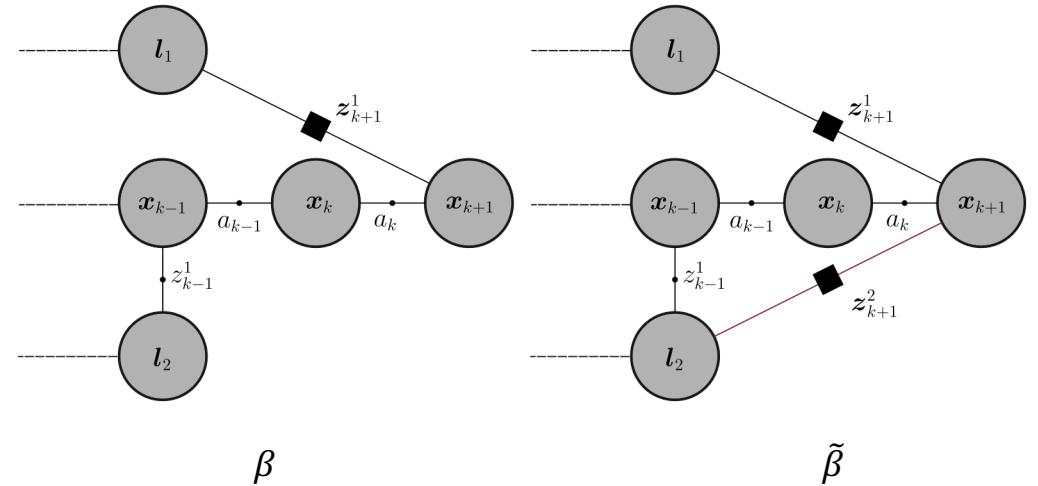 l₁ l₁
z¹ₖ₊₁ z¹ₖ₊₁
xₖ₋₁ xₖ xₖ₊₁ xₖ₋₁ xₖ xₖ₊₁
aₖ₋₁ aₖ aₖ₋₁ aₖ
z¹ₖ₋₁ z¹ₖ₋₁
z²ₖ₊₁
l₂ l₂
β β̃